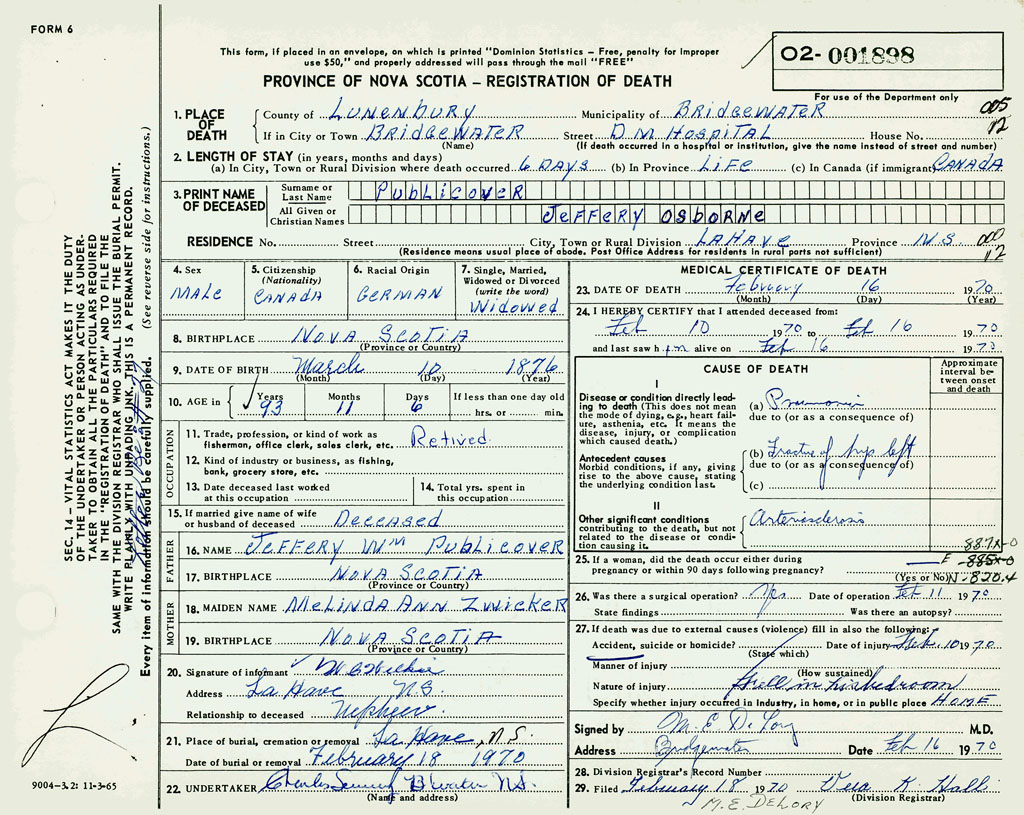 FORM 6
This form, if placed in an envelope, on which is printed "Dominion Statistics – Free, penalty for improper
use $50," and properly addressed will pass through the mail "FREE"
PROVINCE OF NOVA SCOTIA – REGISTRATION OF DEATH
02-001898
For use of the Department only
005
12
1. PLACE OF DEATH
County of LUNENBURY Municipality of BRIDGEWATER
If in City or Town BRIDGEWATER Street D M HOSPITAL House No.
(Name) (If death occurred in a hospital or institution, give the name instead of street and number)
2. LENGTH OF STAY (in years, months and days)
(a) In City, Town or Rural Division where death occurred 6 DAYS (b) In Province LIFE (c) In Canada (if immigrant) CANADA
3. PRINT NAME OF DECEASED
Surname or Last Name PUBLICOVER
All Given or Christian Names JEFFERY OSBORNE
RESIDENCE No. Street City, Town or Rural Division LAHAVE Province N.S. 000
12
(Residence means usual place of abode. Post Office Address for residents in rural parts not sufficient)
4. Sex MALE
5. Citizenship (Nationality) CANADA
6. Racial Origin GERMAN
7. Single, Married, Widowed or Divorced (write the word) WIDOWED
8. BIRTHPLACE NOVA SCOTIA
(Province or Country)
9. DATE OF BIRTH March 10 1876
(Month) (Day) (Year)
10. AGE in Years 93 Months 11 Days 6 If less than one day old hrs. or min.
OCCUPATION
11. Trade, profession, or kind of work as fisherman, office clerk, sales clerk, etc. Retired
12. Kind of industry or business, as fishing, bank, grocery store, etc.
13. Date deceased last worked at this occupation
14. Total yrs. spent in this occupation
15. If married give name of wife or husband of deceased Deceased
FATHER
16. NAME JEFFERY Wm PUBLICOVER
17. BIRTHPLACE NOVA SCOTIA
(Province or Country)
MOTHER
18. MAIDEN NAME MELINDA ANN ZWICKER
19. BIRTHPLACE NOVA SCOTIA
(Province or Country)
20. Signature of informant
Address La Have N.S.
Relationship to deceased Nephew
21. Place of burial, cremation or removal La Have, N.S.
Date of burial or removal February 18 1970
22. UNDERTAKER Charles B'water N.S.
(Name and address)
MEDICAL CERTIFICATE OF DEATH
23. DATE OF DEATH February 16 1970
(Month) (Day) (Year)
24. I HEREBY CERTIFY that I attended deceased from:
Feb 10 1970 to Feb 16 1970
and last saw him alive on Feb 16 1970
CAUSE OF DEATH
Approximate interval between onset and death
I
Disease or condition directly leading to death (This does not mean the mode of dying, e.g., heart failure, asthenia, etc. It means the disease, injury, or complication which caused death.)
(a) Pneumonia
due to (or as a consequence of)
Antecedent causes
Morbid conditions, if any, giving rise to the above cause, stating the underlying condition last.
(b) Fracture of hip left
due to (or as a consequence of)
(c)
II
Other significant conditions
contributing to the death, but not related to the disease or condition causing it.
Arteriosclerosis
887X-0
25. If a woman, did the death occur either during pregnancy or within 90 days following pregnancy? E 885X-0
(Yes or No) N-820.4
26. Was there a surgical operation? Yes Date of operation Feb 11 1970
State findings Was there an autopsy?
27. If death was due to external causes (violence) fill in also the following:
Accident, suicide or homicide? Date of injury Feb. 10 1970
(State which)
Manner of injury
(How sustained)
Nature of injury fell in his bedroom
Specify whether injury occurred in industry, in home, or in public place HOME
Signed by M. E. DeLory M.D.
Address Bridgewater Date Feb 16 1970
28. Division Registrar's Record Number
29. Filed February 18 1970 Vera K. Halli
(Division Registrar)
M.E. DELORY
SEC. 14 – VITAL STATISTICS ACT MAKES IT THE DUTY
OF THE UNDERTAKER OR PERSON ACTING AS UNDER-
TAKER TO OBTAIN ALL THE PARTICULARS REQUIRED
IN THE "REGISTRATION OF DEATH" AND TO FILE THE
SAME WITH THE DIVISION REGISTRAR WHO SHALL ISSUE THE BURIAL PERMIT.
WRITE PLAINLY, WITH UNFADING INK. THIS IS A PERMANENT RECORD.
Every item of information should be carefully supplied. (See reverse side for instructions.)
9004-3.2: 11-3-65